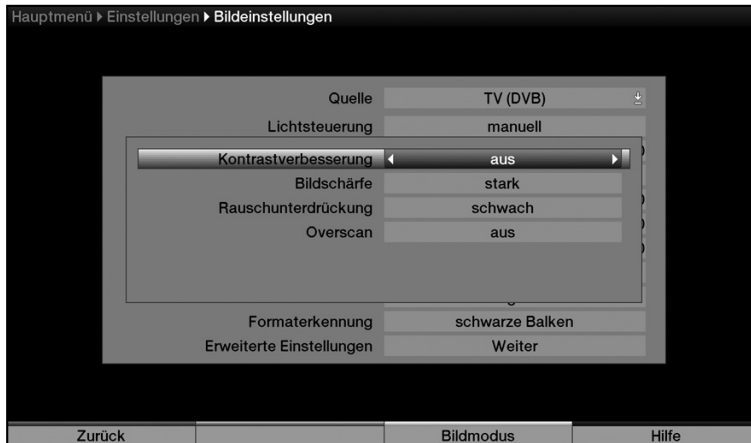 Hauptmenü Einstellungen Bildeinstellungen
Quelle TV (DVB)
Lichtsteuerung manuell
Kontrastverbesserung aus
Bildschärfe stark
Rauschunterdrückung schwach
Overscan aus
Formaterkennung schwarze Balken
Erweiterte Einstellungen Weiter
Zurück Bildmodus Hilfe